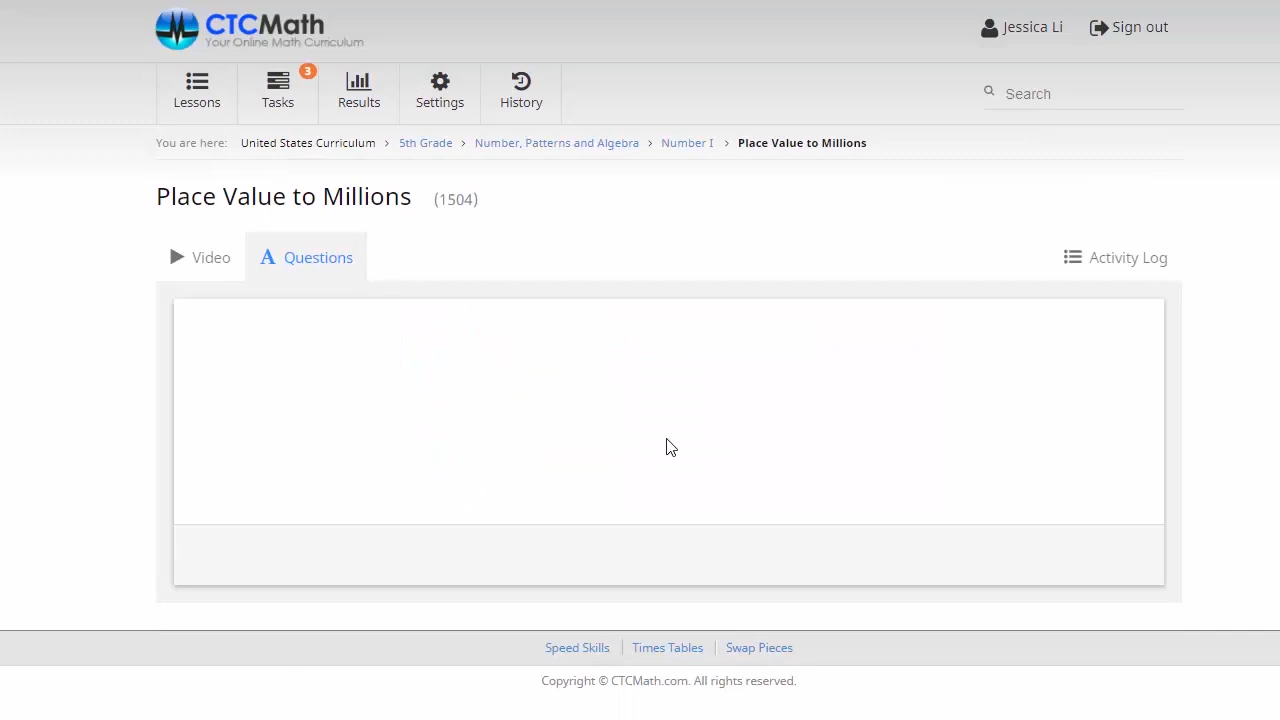 CTCMath
Your Online Math Curriculum
Jessica Li
Sign out
Lessons
Tasks
3
Results
Settings
History
Search
You are here: United States Curriculum > 5th Grade > Number, Patterns and Algebra > Number I > Place Value to Millions
Place Value to Millions (1504)
Video
A Questions
Activity Log
Speed Skills | Times Tables | Swap Pieces
Copyright © CTCMath.com. All rights reserved.